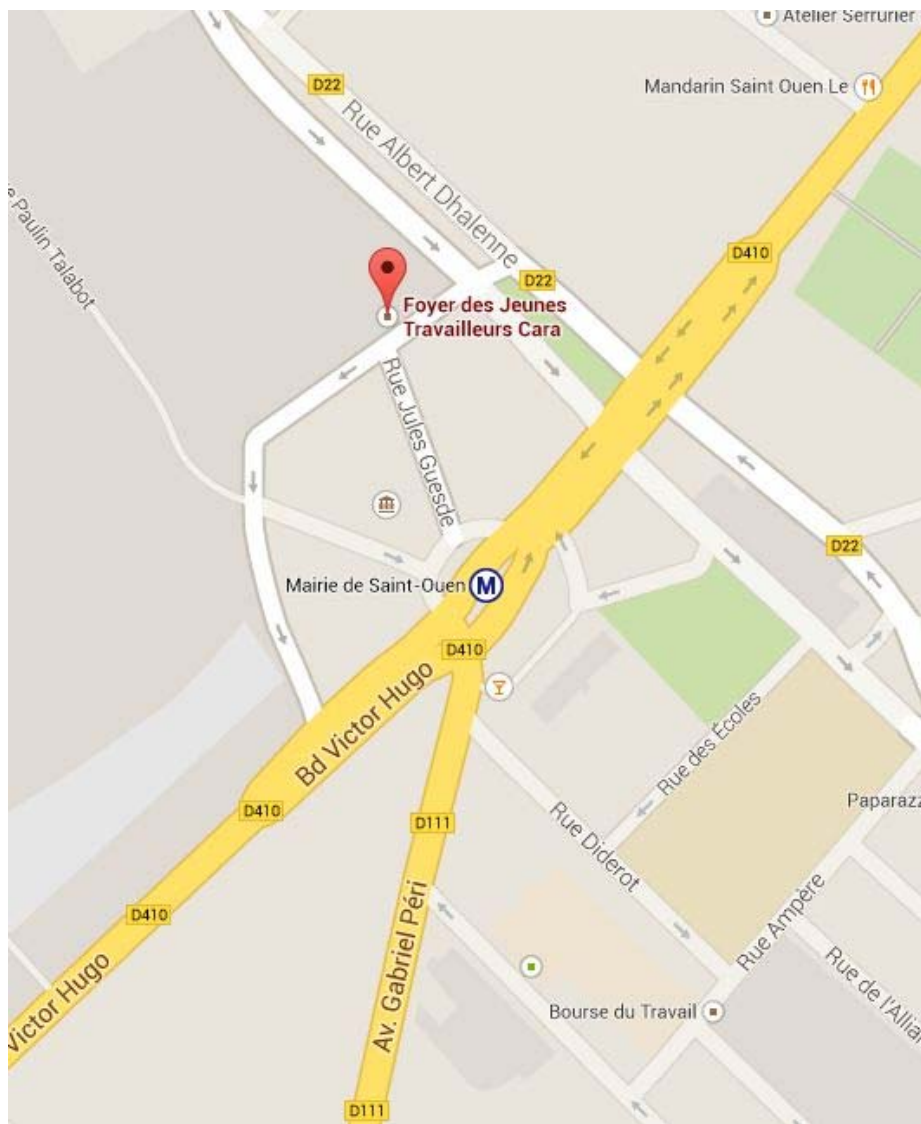 Atelier Serrurier
Mandarin Saint Ouen Le
D22
Rue Albert Dhalenne
Paulin Talabot
D410
D22
Foyer des Jeunes
Travailleurs Cara
Rue Jules Guesde
D22
Mairie de Saint-Ouen
M
D410
Bd Victor Hugo
Rue des Écoles
D410
D111
Paparazz
Rue Diderot
D410
Rue Ampère
Victor Hugo
Av. Gabriel Péri
Rue de l'Allian
Bourse du Travail
D111